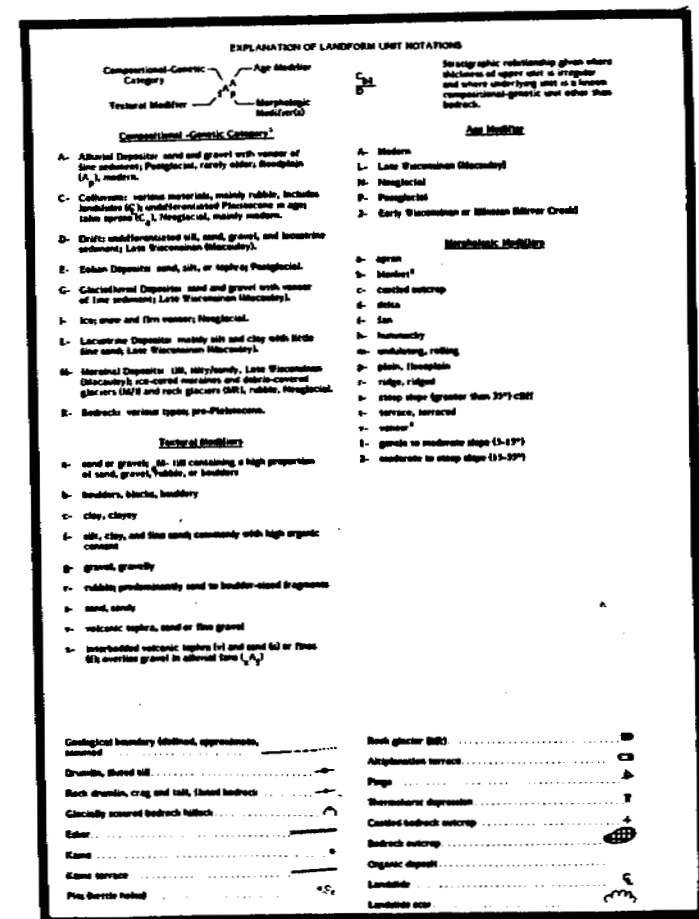 EXPLANATION OF LANDFORM UNIT NOTATIONS
Compositional-Genetic
Category
Age Modifier
Textural Modifier
Morphologic
Modifier(s)
Stratigraphic relationship given where
thickness of upper unit is irregular
and where underlying unit is a known
compositional-genetic unit other than
bedrock.
Compositional -Genetic Category
A- Alluvial Deposits: sand and gravel with veneer of
fine sediment; Postglacial, rarely older; floodplain
(Ap), modern.
C- Colluvium: various materials, mainly rubble, includes
landslides; undifferentiated Pleistocene in age;
talus aprons (Ca), Neoglacial, mainly modern.
D- Drift: undifferentiated till, sand, gravel, and lacustrine
sediment; Late Wisconsinan (Macauley).
E- Eolian Deposits: sand, silt, or tephra; Postglacial.
G- Glaciofluvial Deposits: sand and gravel with veneer
of fine sediment; Late Wisconsinan (Macauley).
I- Ice; snow and firn veneer; Neoglacial.
L- Lacustrine Deposits: mainly silt and clay with little
fine sand; Late Wisconsinan (Macauley).
M- Morainal Deposits: till, silty/sandy, Late Wisconsinan
(Macauley); ice-cored moraines and debris-covered
glaciers (M/I) and rock glaciers (MR), rubble, Neoglacial.
R- Bedrock: various types; pre-Pleistocene.
Textural Modifiers
a- sand or gravel; aM- till containing a high proportion
of sand, gravel, rubble, or boulders
b- boulders, blocks, bouldery
c- clay, clayey
f- silt, clay, and fine sand; commonly with high organic
content
g- gravel, gravelly
r- rubble; predominantly sand to boulder-sized fragments
s- sand, sandy
v- volcanic tephra, sand or fine gravel
interbedded volcanic tephra (v) and sand (s) or fines
(f); overlies gravel in alluvial fans
Age Modifier
A- Modern
L- Late Wisconsinan (Macauley)
N- Neoglacial
P- Postglacial
Early Wisconsinan or Illinoian (Mirror Creek)
Morphologic Modifiers
a- apron
b- blanket
c- castled outcrop
d- delta
f- fan
h- hummocky
m- undulating, rolling
p- plain, floodplain
r- ridge, ridged
s- steep slope (greater than 35°) cliff
t- terrace, terraced
v- veneer
1- gentle to moderate slope (5-15°)
2- moderate to steep slope (15-35°)
Geological boundary (defined, approximate,
assumed
Drumlin, fluted till
Rock drumlin, crag and tail, fluted bedrock
Glacially scoured bedrock hillock
Esker
Kame
Kame terrace
Pits (kettle holes)
Rock glacier (MR)
Altiplanation terrace
Pingo
Thermokarst depression
Castled bedrock outcrop
Bedrock outcrop
Organic deposit
Landslide
Landslide scar